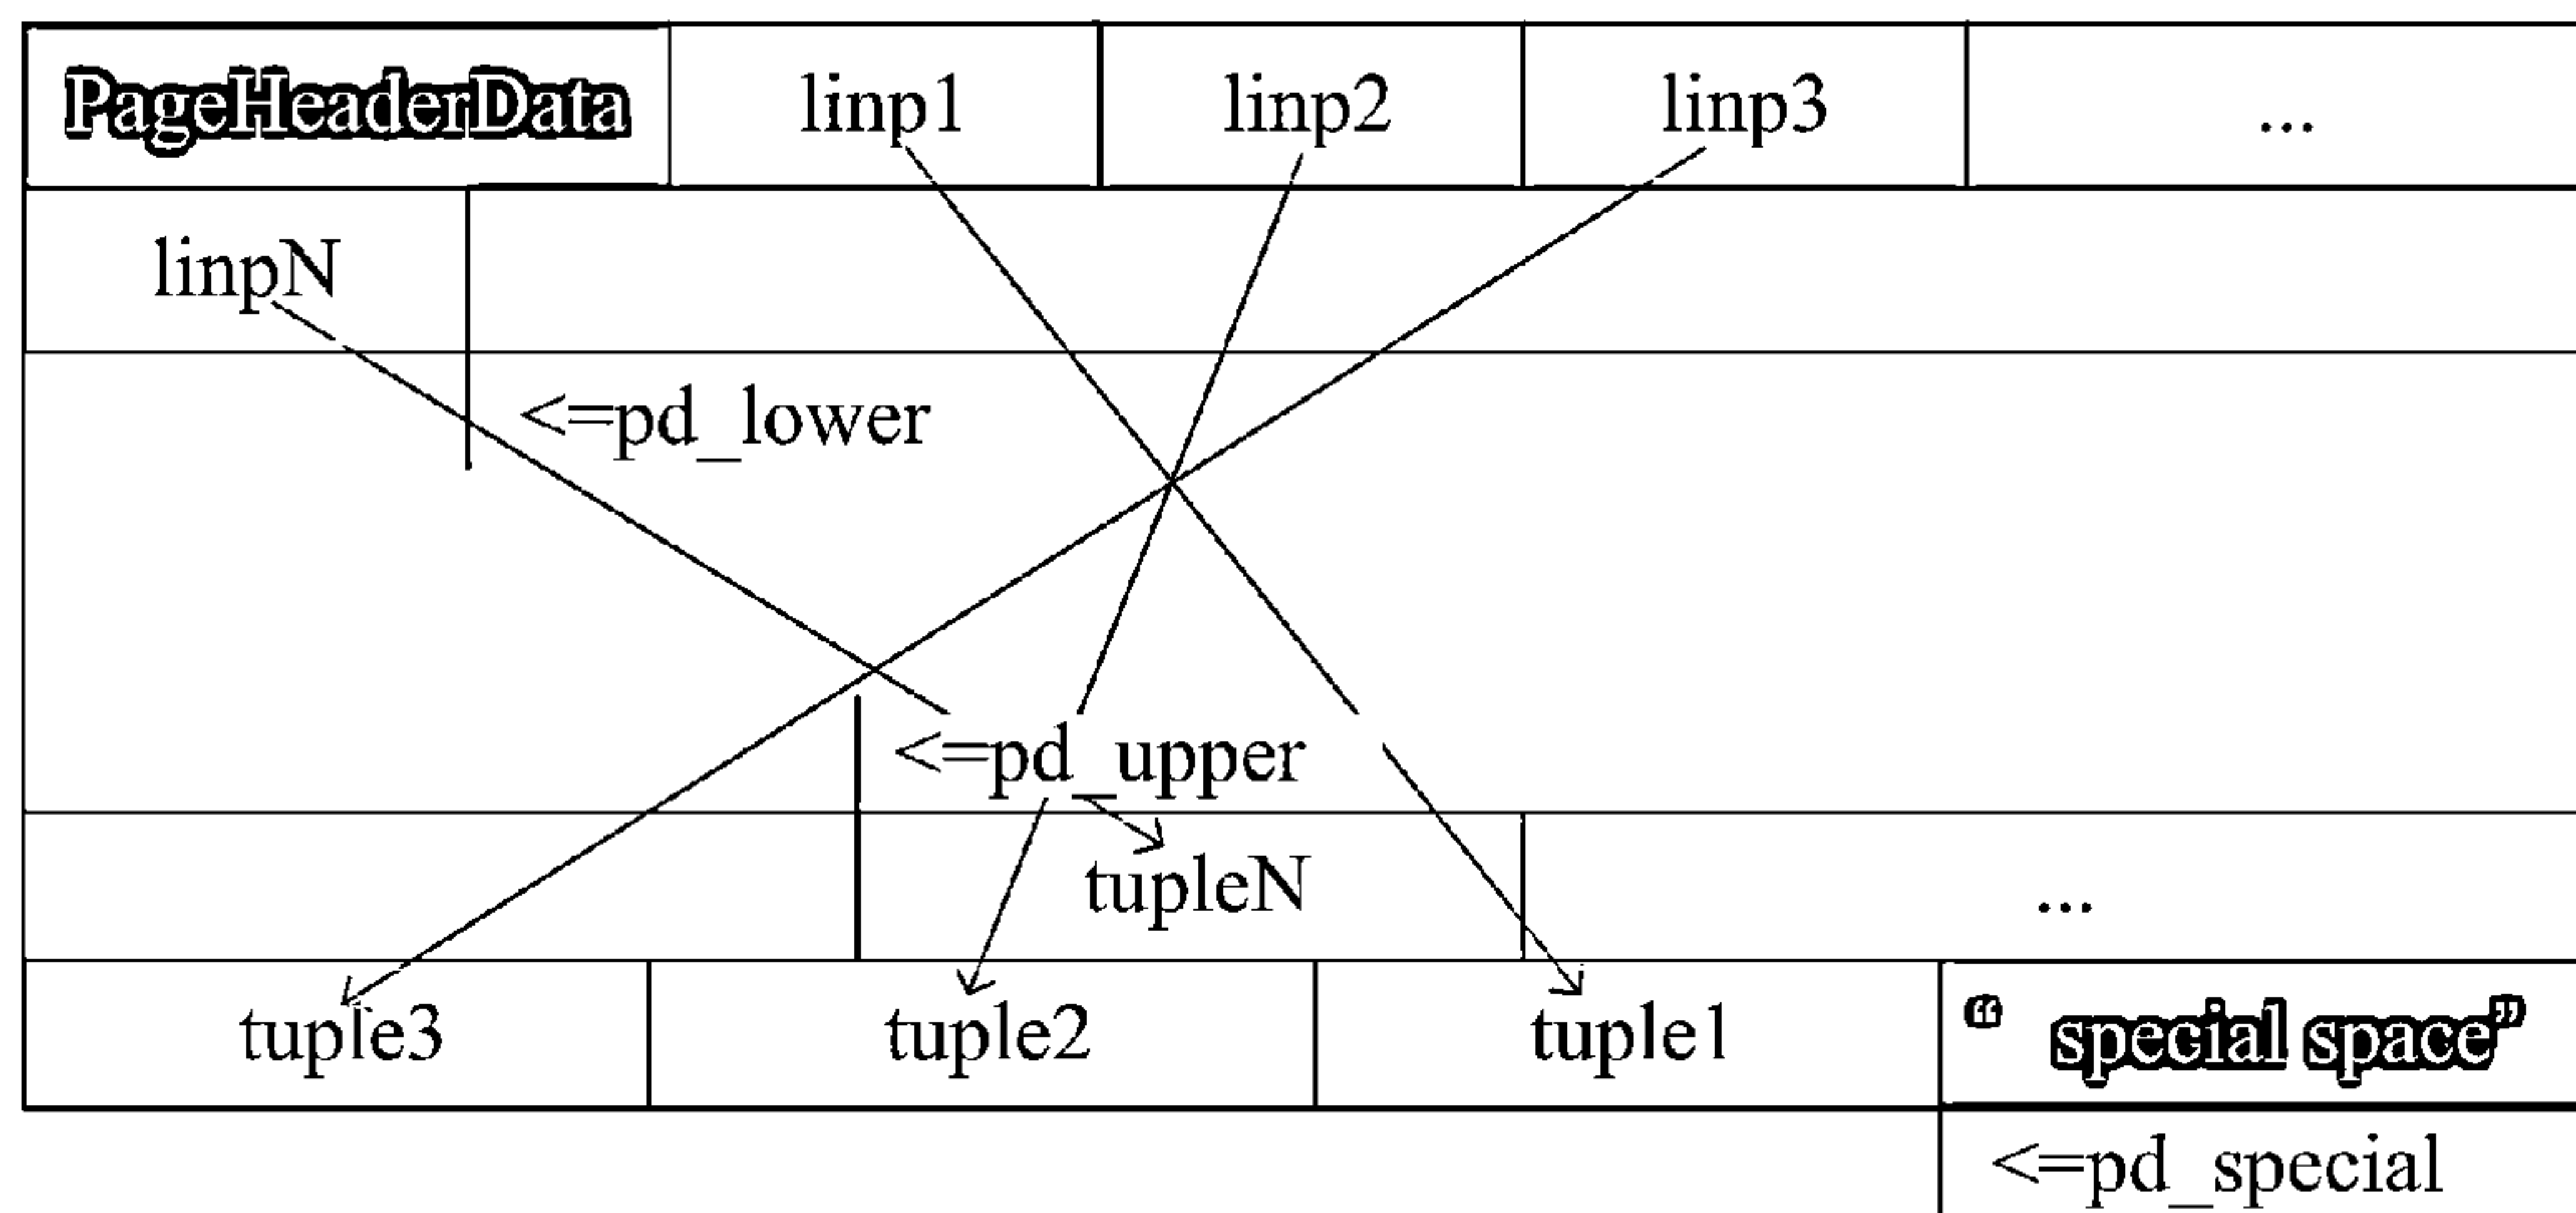 PageHeaderData linp1 linp2 linp3 ...
linpN
<=pd_lower
<=pd_upper
tupleN ...
tuple3 tuple2 tuple1 “ special space”
<=pd_special